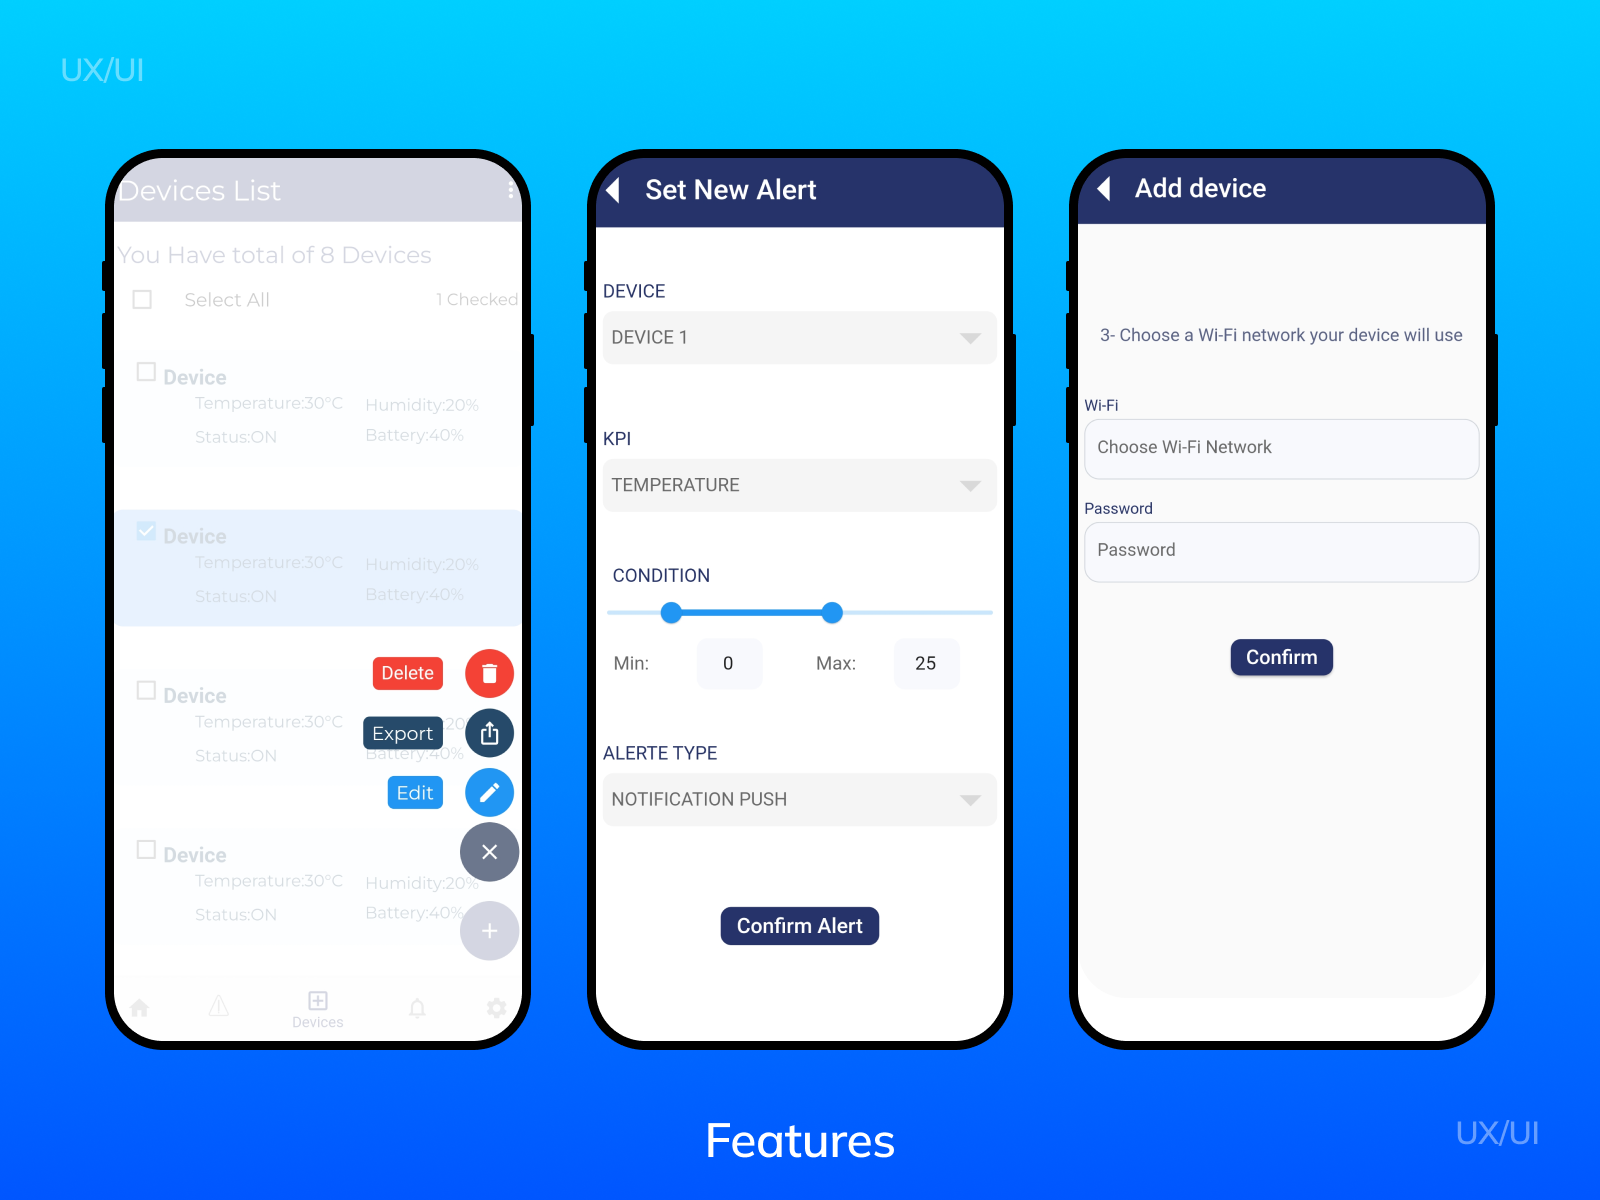 UX/UI
Devices List
You Have total of 8 Devices
Select All
1 Checked
Device
Temperature:30°C
Humidity:20%
Status:ON
Battery:40%
Device
Temperature:30°C
Humidity:20%
Status:ON
Battery:40%
Delete
Device
Temperature:30°C
20
Export
Status:ON
Battery:40%
Edit
Device
Temperature:30°C
Humidity:20%
Status:ON
Battery:40%
Devices
Set New Alert
DEVICE
DEVICE 1
KPI
TEMPERATURE
CONDITION
Min:
0
Max:
25
ALERTE TYPE
NOTIFICATION PUSH
Confirm Alert
Add device
3- Choose a Wi-Fi network your device will use
Wi-Fi
Choose Wi-Fi Network
Password
Password
Confirm
Features
UX/UI